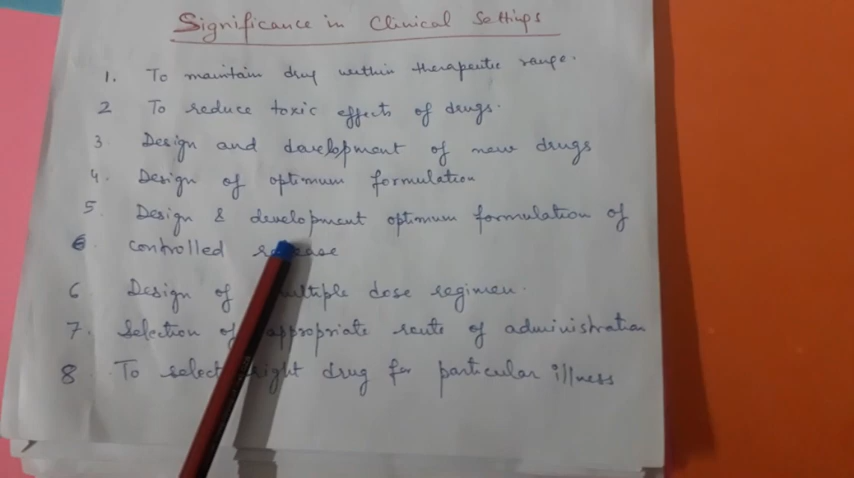 Significance in Clinical Settings
1. To maintain drug within therapeutic range.
2 To reduce toxic effects of drugs.
3 Design and development of new drugs
4. Design of optimum formulation
5. Design & development optimum formulation of
6. controlled release
6 Design of multiple dose regimen.
7. Selection of appropriate route of administration
8 To select right drug for particular illness